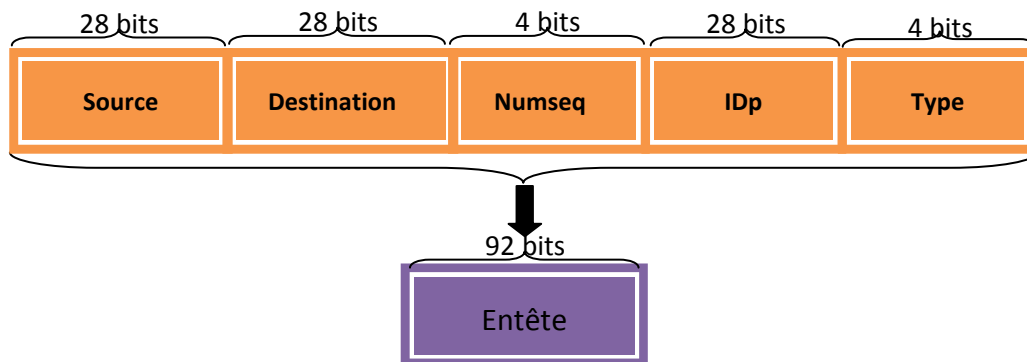 28 bits 28 bits 4 bits 28 bits 4 bits
Source Destination Numseq IDp Type
92 bits
Entête